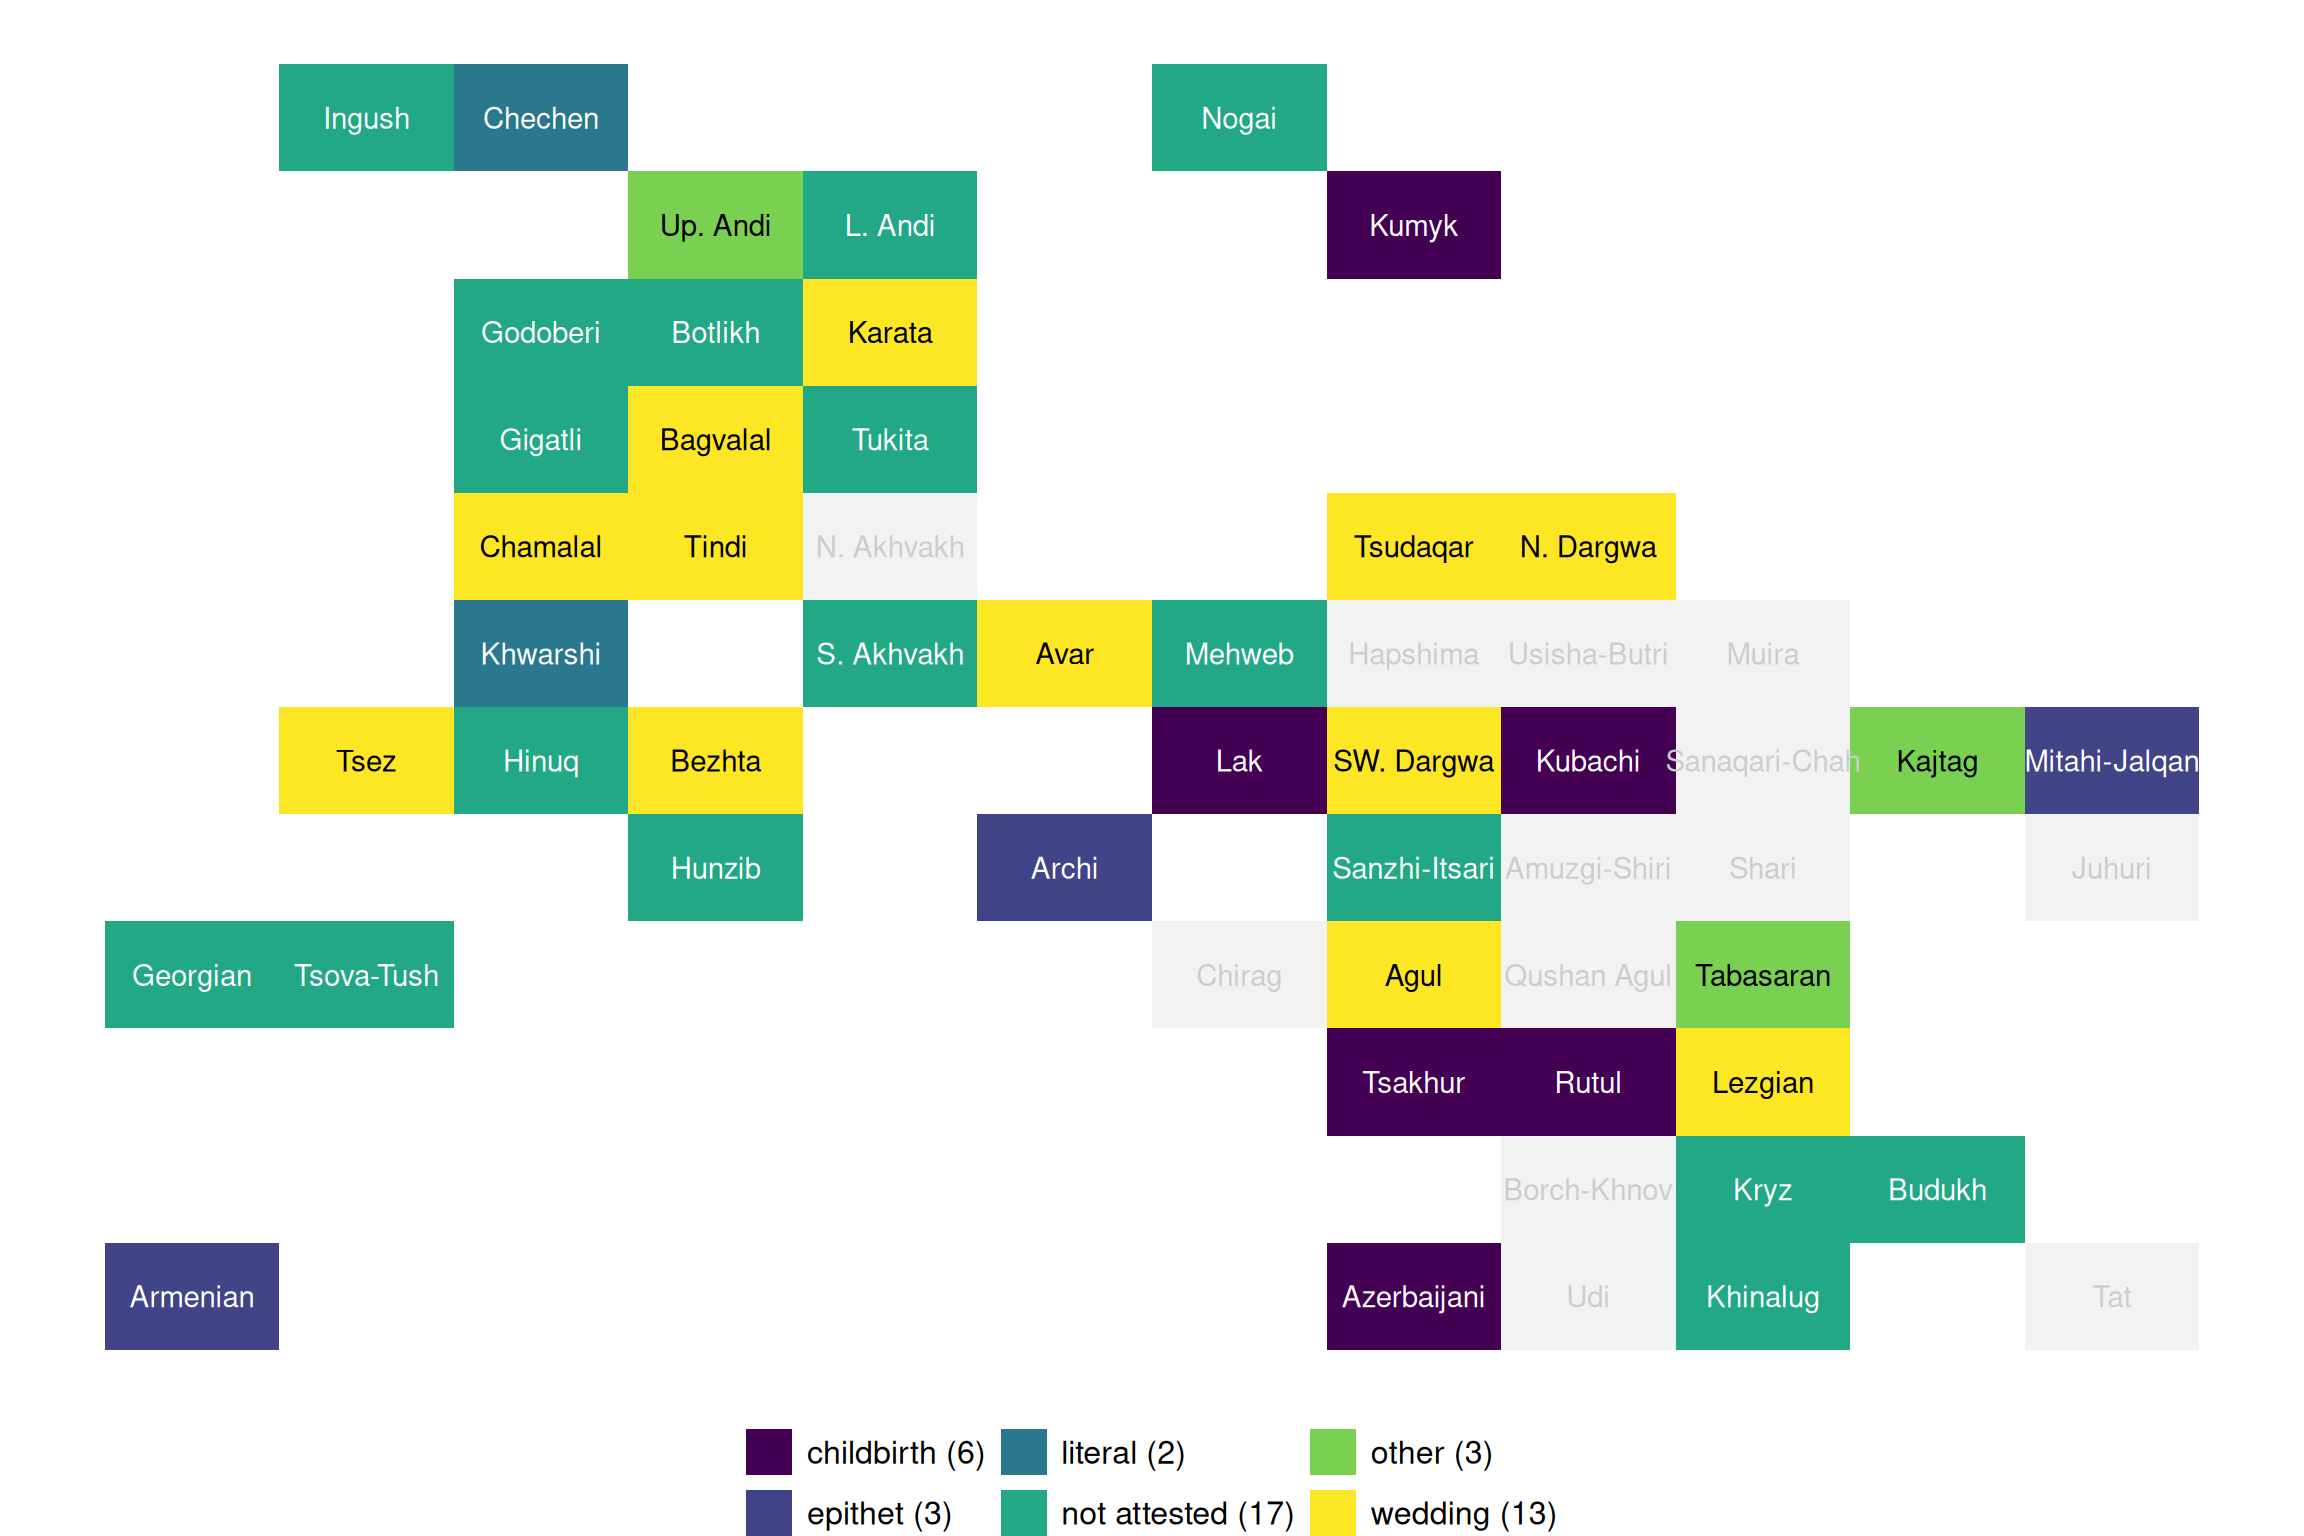 Ingush Chechen Nogai
Up. Andi L. Andi Kumyk
Godoberi Botlikh Karata
Gigatli Bagvalal Tukita
Chamalal Tindi N. Akhvakh Tsudaqar N. Dargwa
Khwarshi S. Akhvakh Avar Mehweb Hapshima Usisha-Butri Muira
Tsez Hinuq Bezhta Lak SW. Dargwa Kubachi Sanaqari-Chah Kajtag Mitahi-Jalqan
Hunzib Archi Sanzhi-Itsari Amuzgi-Shiri Shari Juhuri
Georgian Tsova-Tush Chirag Agul Qushan Agul Tabasaran
Tsakhur Rutul Lezgian
Borch-Khnov Kryz Budukh
Armenian Azerbaijani Udi Khinalug Tat
childbirth (6) literal (2) other (3)
epithet (3) not attested (17) wedding (13)